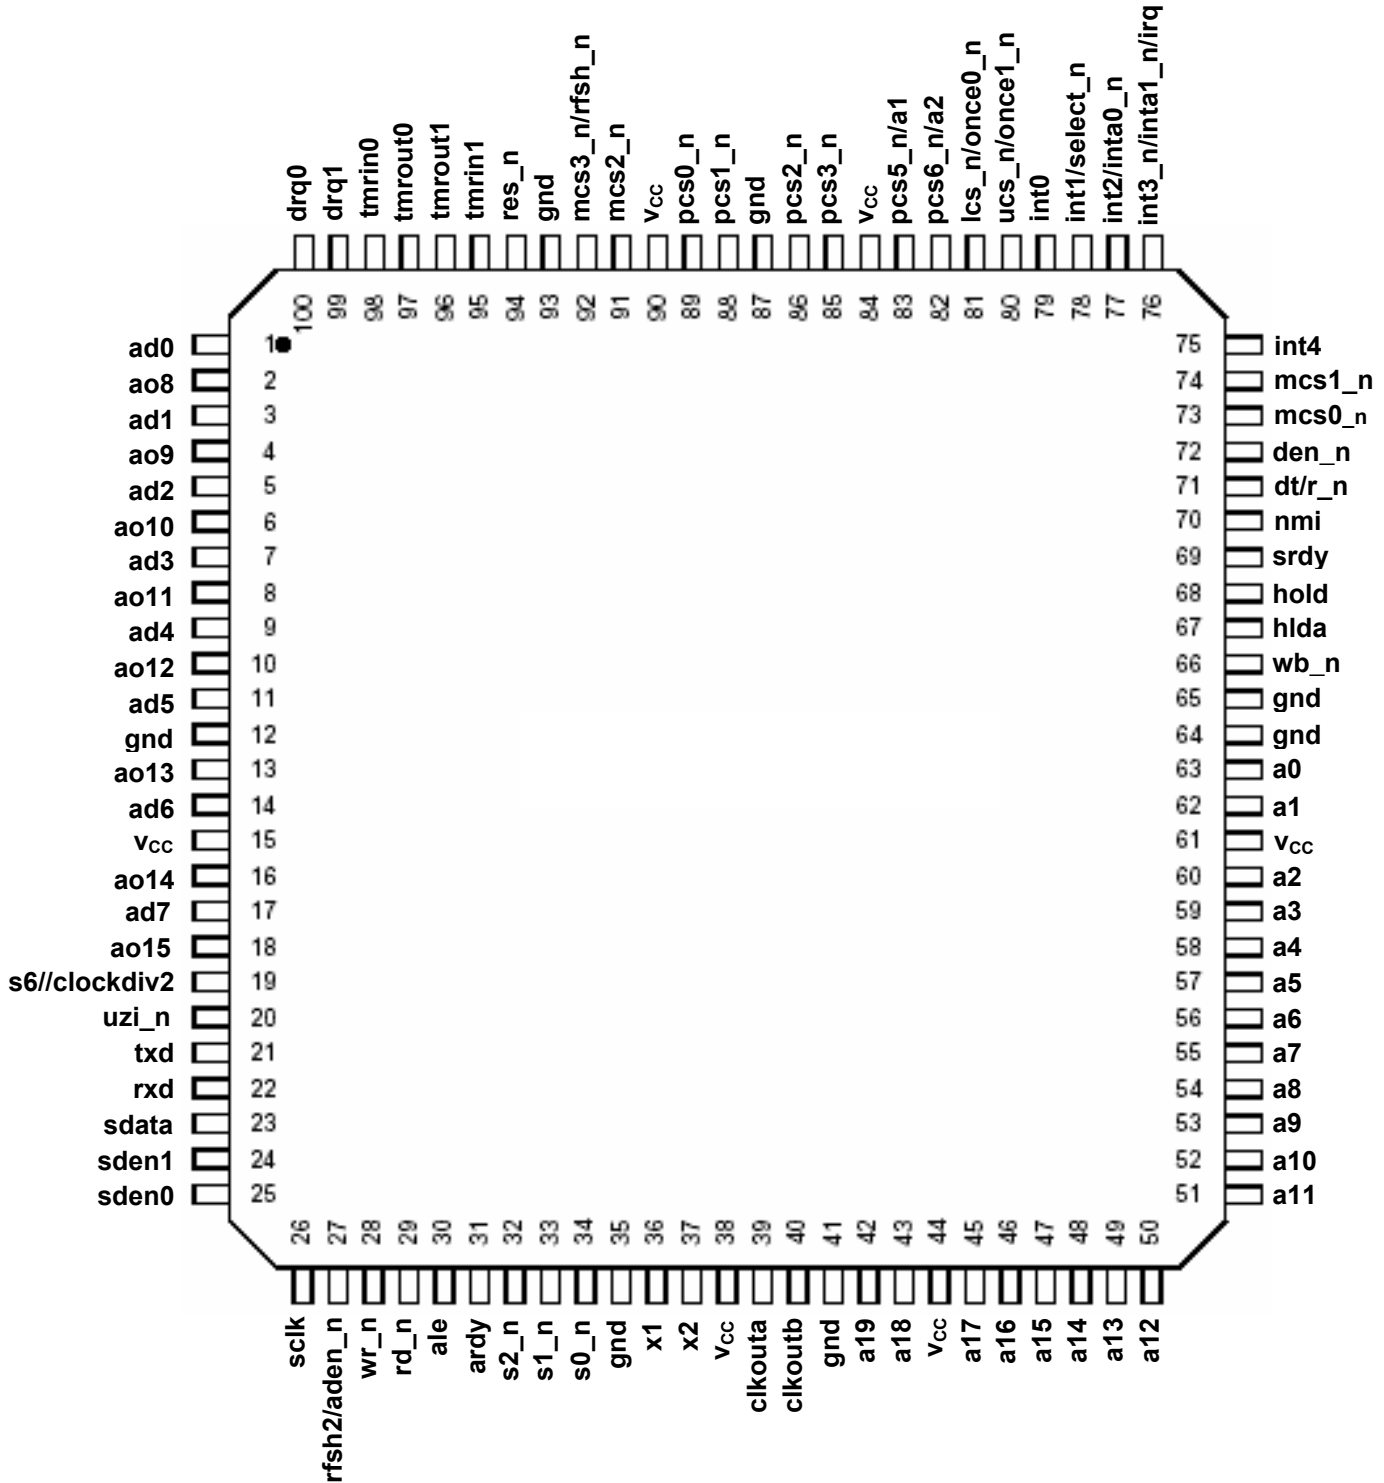 drq0
drq1
tmrin0
tmrout0
tmrout1
tmrin1
res_n
gnd
mcs3_n/rfsh_n
mcs2_n
vCC
pcs0_n
pcs1_n
gnd
pcs2_n
pcs3_n
vCC
pcs5_n/a1
pcs6_n/a2
lcs_n/once0_n
ucs_n/once1_n
int0
int1/select_n
int2/inta0_n
int3_n/inta1_n/irq
100
99
98
97
96
95
94
93
92
91
90
89
88
87
86
85
84
83
82
81
80
79
78
77
76
ad0 1 75 int4
ao8 2 74 mcs1_n
ad1 3 73 mcs0_n
ao9 4 72 den_n
ad2 5 71 dt/r_n
ao10 6 70 nmi
ad3 7 69 srdy
ao11 8 68 hold
ad4 9 67 hlda
ao12 10 66 wb_n
ad5 11 65 gnd
gnd 12 64 gnd
ao13 13 63 a0
ad6 14 62 a1
vCC 15 61 vCC
ao14 16 60 a2
ad7 17 59 a3
ao15 18 58 a4
s6//clockdiv2 19 57 a5
uzi_n 20 56 a6
txd 21 55 a7
rxd 22 54 a8
sdata 23 53 a9
sden1 24 52 a10
sden0 25 51 a11
26
27
28
29
30
31
32
33
34
35
36
37
38
39
40
41
42
43
44
45
46
47
48
49
50
sclk
rfsh2/aden_n
wr_n
rd_n
ale
ardy
s2_n
s1_n
s0_n
gnd
x1
x2
vCC
clkouta
clkoutb
gnd
a19
a18
vCC
a17
a16
a15
a14
a13
a12